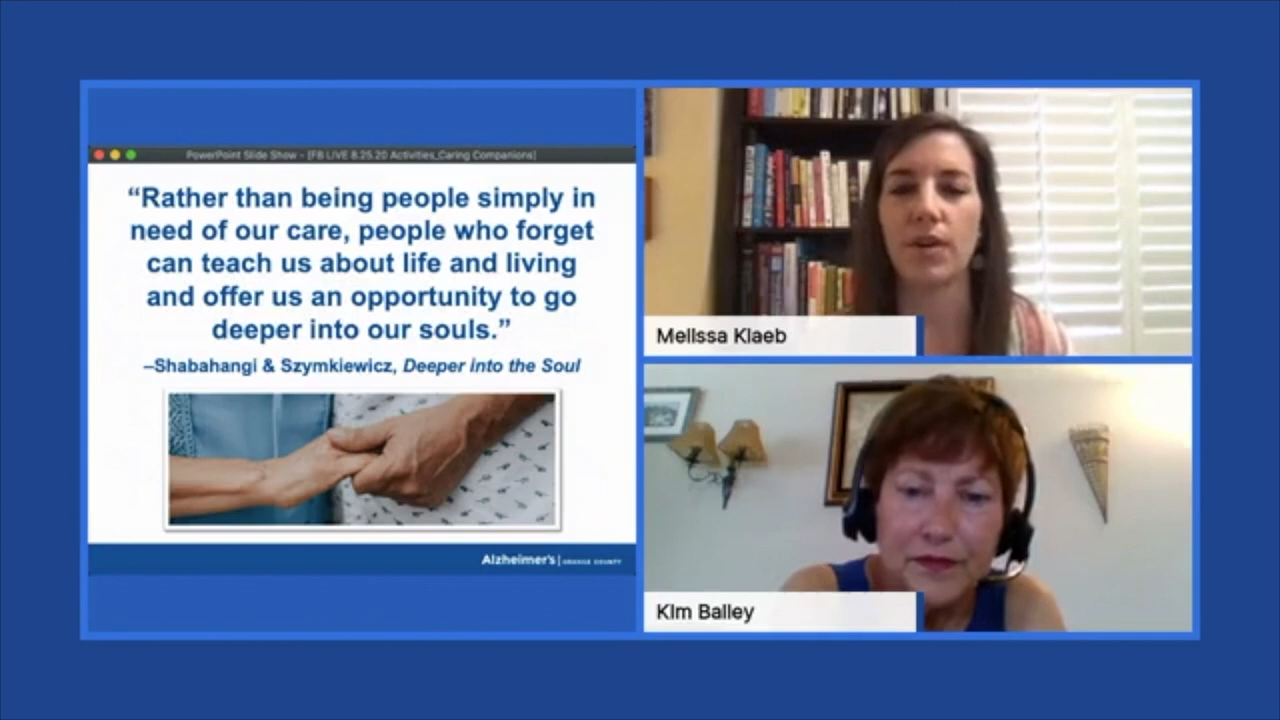 PowerPoint Slide Show - [FB LIVE 8.25.20 Activities_Caring Companions]
“Rather than being people simply in
need of our care, people who forget
can teach us about life and living
and offer us an opportunity to go
deeper into our souls.”
–Shabahangi & Szymkiewicz, Deeper into the Soul
Alzheimer's | ORANGE COUNTY
Melissa Klaeb
Kim Bailey